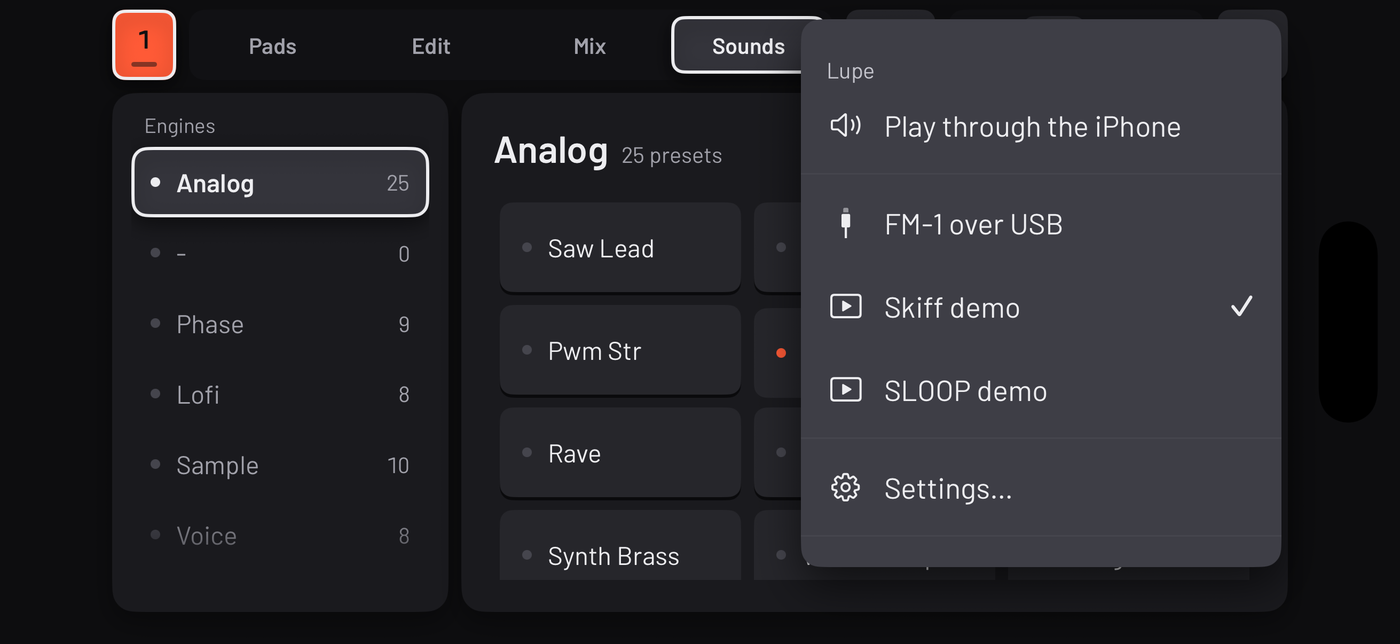 1
Pads
Edit
Mix
Sounds
Engines
Analog 25
- 0
Phase 9
Lofi 8
Sample 10
Voice 8
Analog 25 presets
Saw Lead
Pwm Str
Rave
Synth Brass
Lupe
Play through the iPhone
FM-1 over USB
Skiff demo
SLOOP demo
Settings...